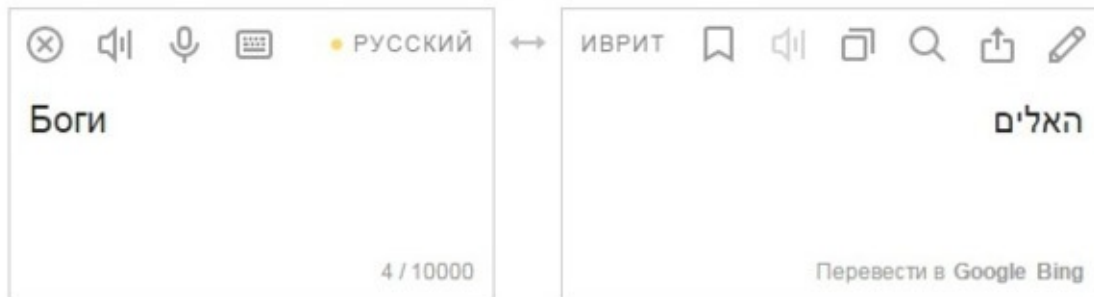 РУССКИЙ
ИВРИТ
Боги
האלים
4 / 10000
Перевести в Google Bing